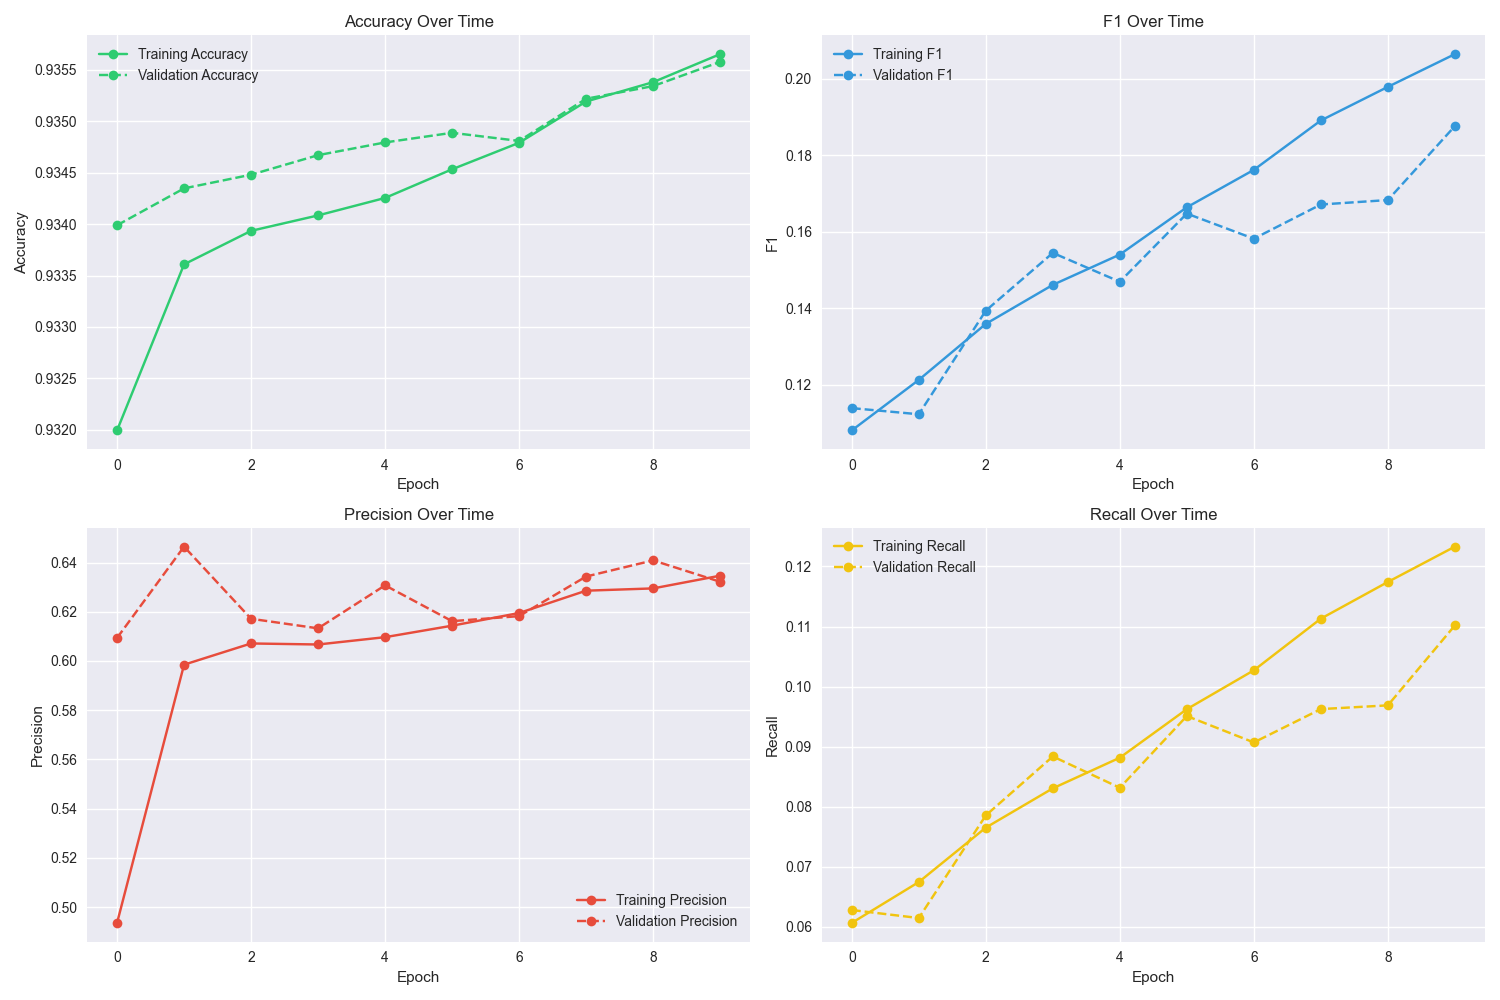 Accuracy Over Time
Training Accuracy
Validation Accuracy
0.9355
0.9350
0.9345
0.9340
0.9335
0.9330
0.9325
0.9320
Accuracy
0 2 4 6 8
Epoch
F1 Over Time
Training F1
Validation F1
0.20
0.18
0.16
0.14
0.12
F1
0 2 4 6 8
Epoch
Precision Over Time
0.64
0.62
0.60
0.58
0.56
0.54
0.52
0.50
Precision
Training Precision
Validation Precision
0 2 4 6 8
Epoch
Recall Over Time
Training Recall
Validation Recall
0.12
0.11
0.10
0.09
0.08
0.07
0.06
Recall
0 2 4 6 8
Epoch